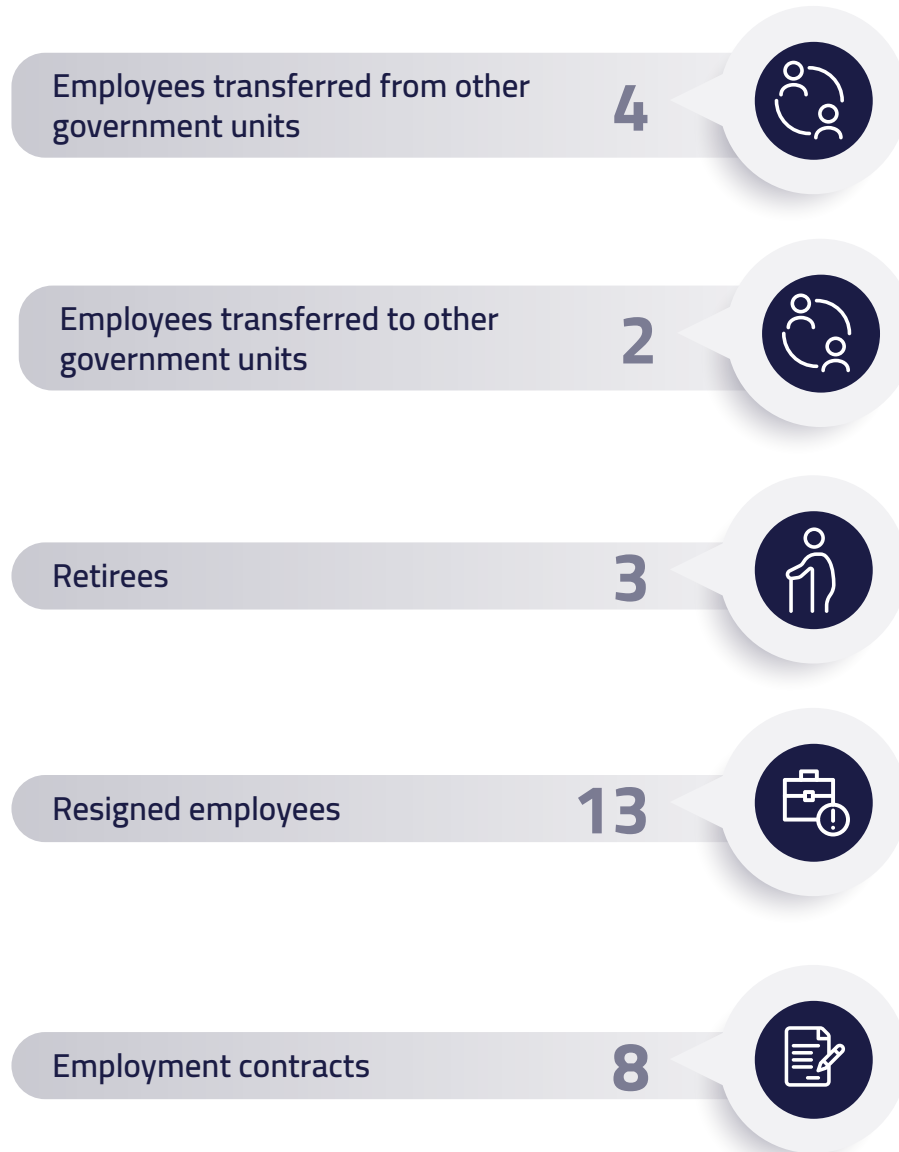 Employees transferred from other
government units
4
Employees transferred to other
government units
2
Retirees
3
Resigned employees
13
Employment contracts
8